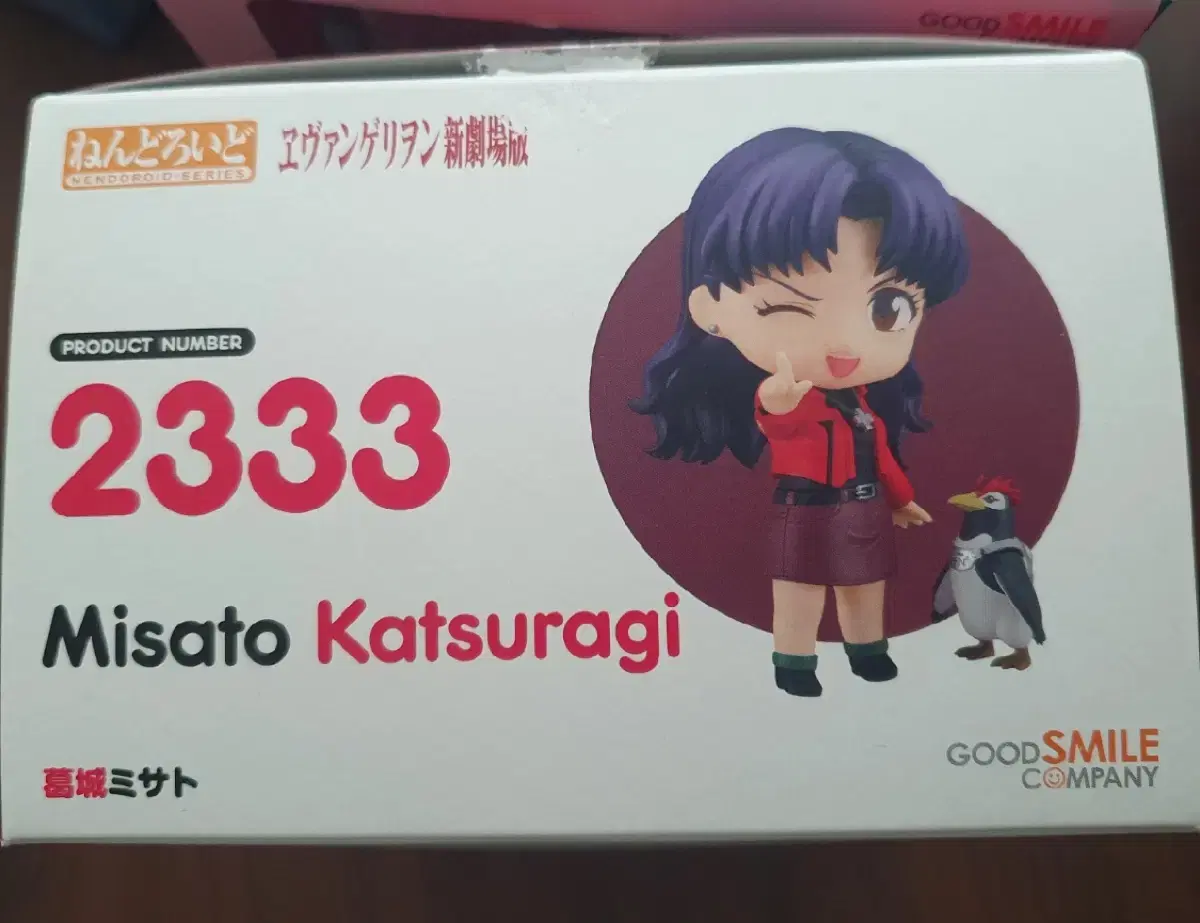 GOOD SMILE
ねんどろいど
NENDOROID SERIES
ヱヴァンゲリヲン新劇場版
PRODUCT NUMBER
2333
Misato Katsuragi
葛城ミサト
GOOD SMILE
COMPANY